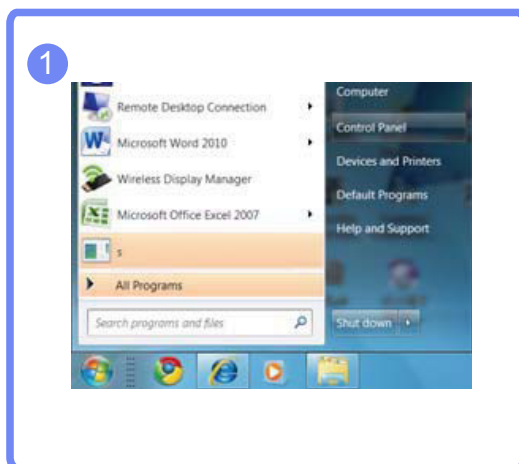 1
Remote Desktop Connection
Microsoft Word 2010
Wireless Display Manager
Microsoft Office Excel 2007
s
All Programs
Search programs and files
Computer
Control Panel
Devices and Printers
Default Programs
Help and Support
Shut down